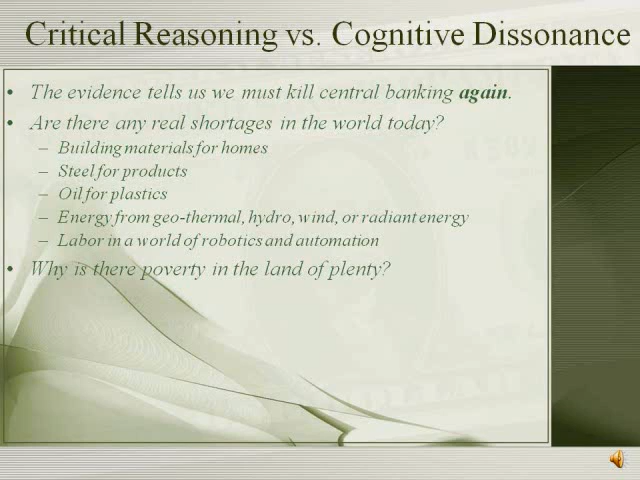 Critical Reasoning vs. Cognitive Dissonance
• The evidence tells us we must kill central banking again.
• Are there any real shortages in the world today?
– Building materials for homes
– Steel for products
– Oil for plastics
– Energy from geo-thermal, hydro, wind, or radiant energy
– Labor in a world of robotics and automation
• Why is there poverty in the land of plenty?